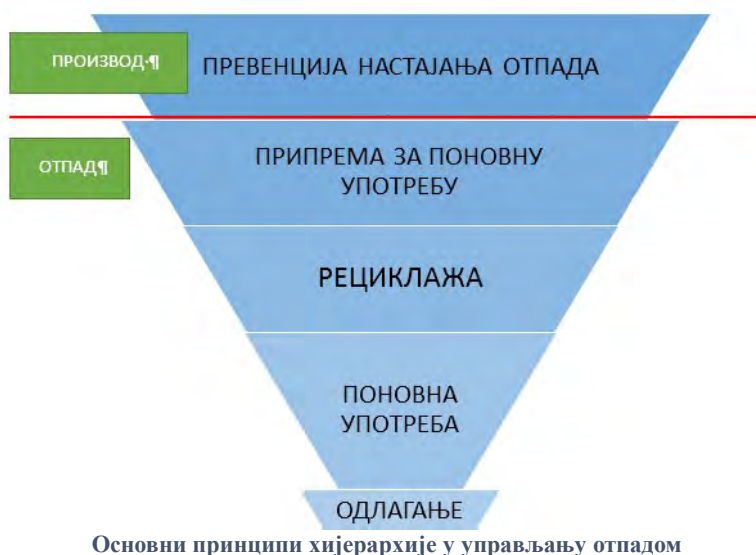 ПРОИЗВОД·¶
ПРЕВЕНЦИЈА НАСТАЈАЊА ОТПАДА
ОТПАД¶
ПРИПРЕМА ЗА ПОНОВНУ
УПОТРЕБУ
РЕЦИКЛАЖА
ПОНОВНА
УПОТРЕБА
ОДЛАГАЊЕ
Основни принципи хијерархије у управљању отпадом